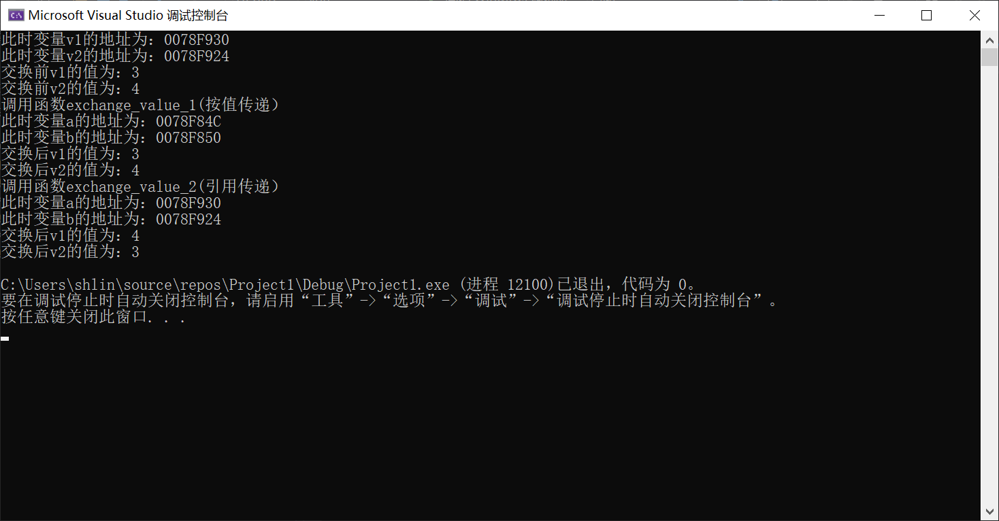 Microsoft Visual Studio 调试控制台
此时变量v1的地址为：0078F930
此时变量v2的地址为：0078F924
交换前v1的值为：3
交换前v2的值为：4
调用函数exchange_value_1(按值传递）
此时变量a的地址为：0078F84C
此时变量b的地址为：0078F850
交换后v1的值为：3
交换后v2的值为：4
调用函数exchange_value_2(引用传递）
此时变量a的地址为：0078F930
此时变量b的地址为：0078F924
交换后v1的值为：4
交换后v2的值为：3
C:\Users\shlin\source\repos\Project1\Debug\Project1.exe (进程 12100)已退出，代码为 0。
要在调试停止时自动关闭控制台，请启用“工具”->“选项”->“调试”->“调试停止时自动关闭控制台”。
按任意键关闭此窗口. . .